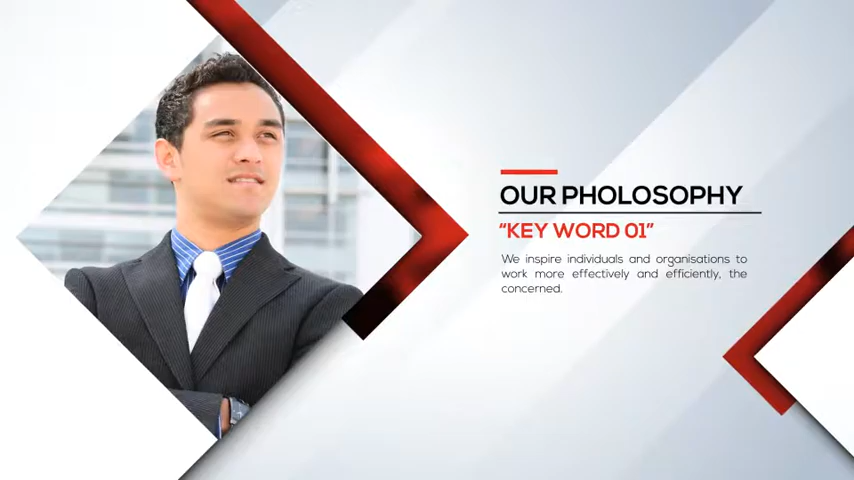 OUR PHOLOSOPHY
“KEY WORD 01”
We inspire individuals and organisations to
work more effectively and efficiently, the
concerned.